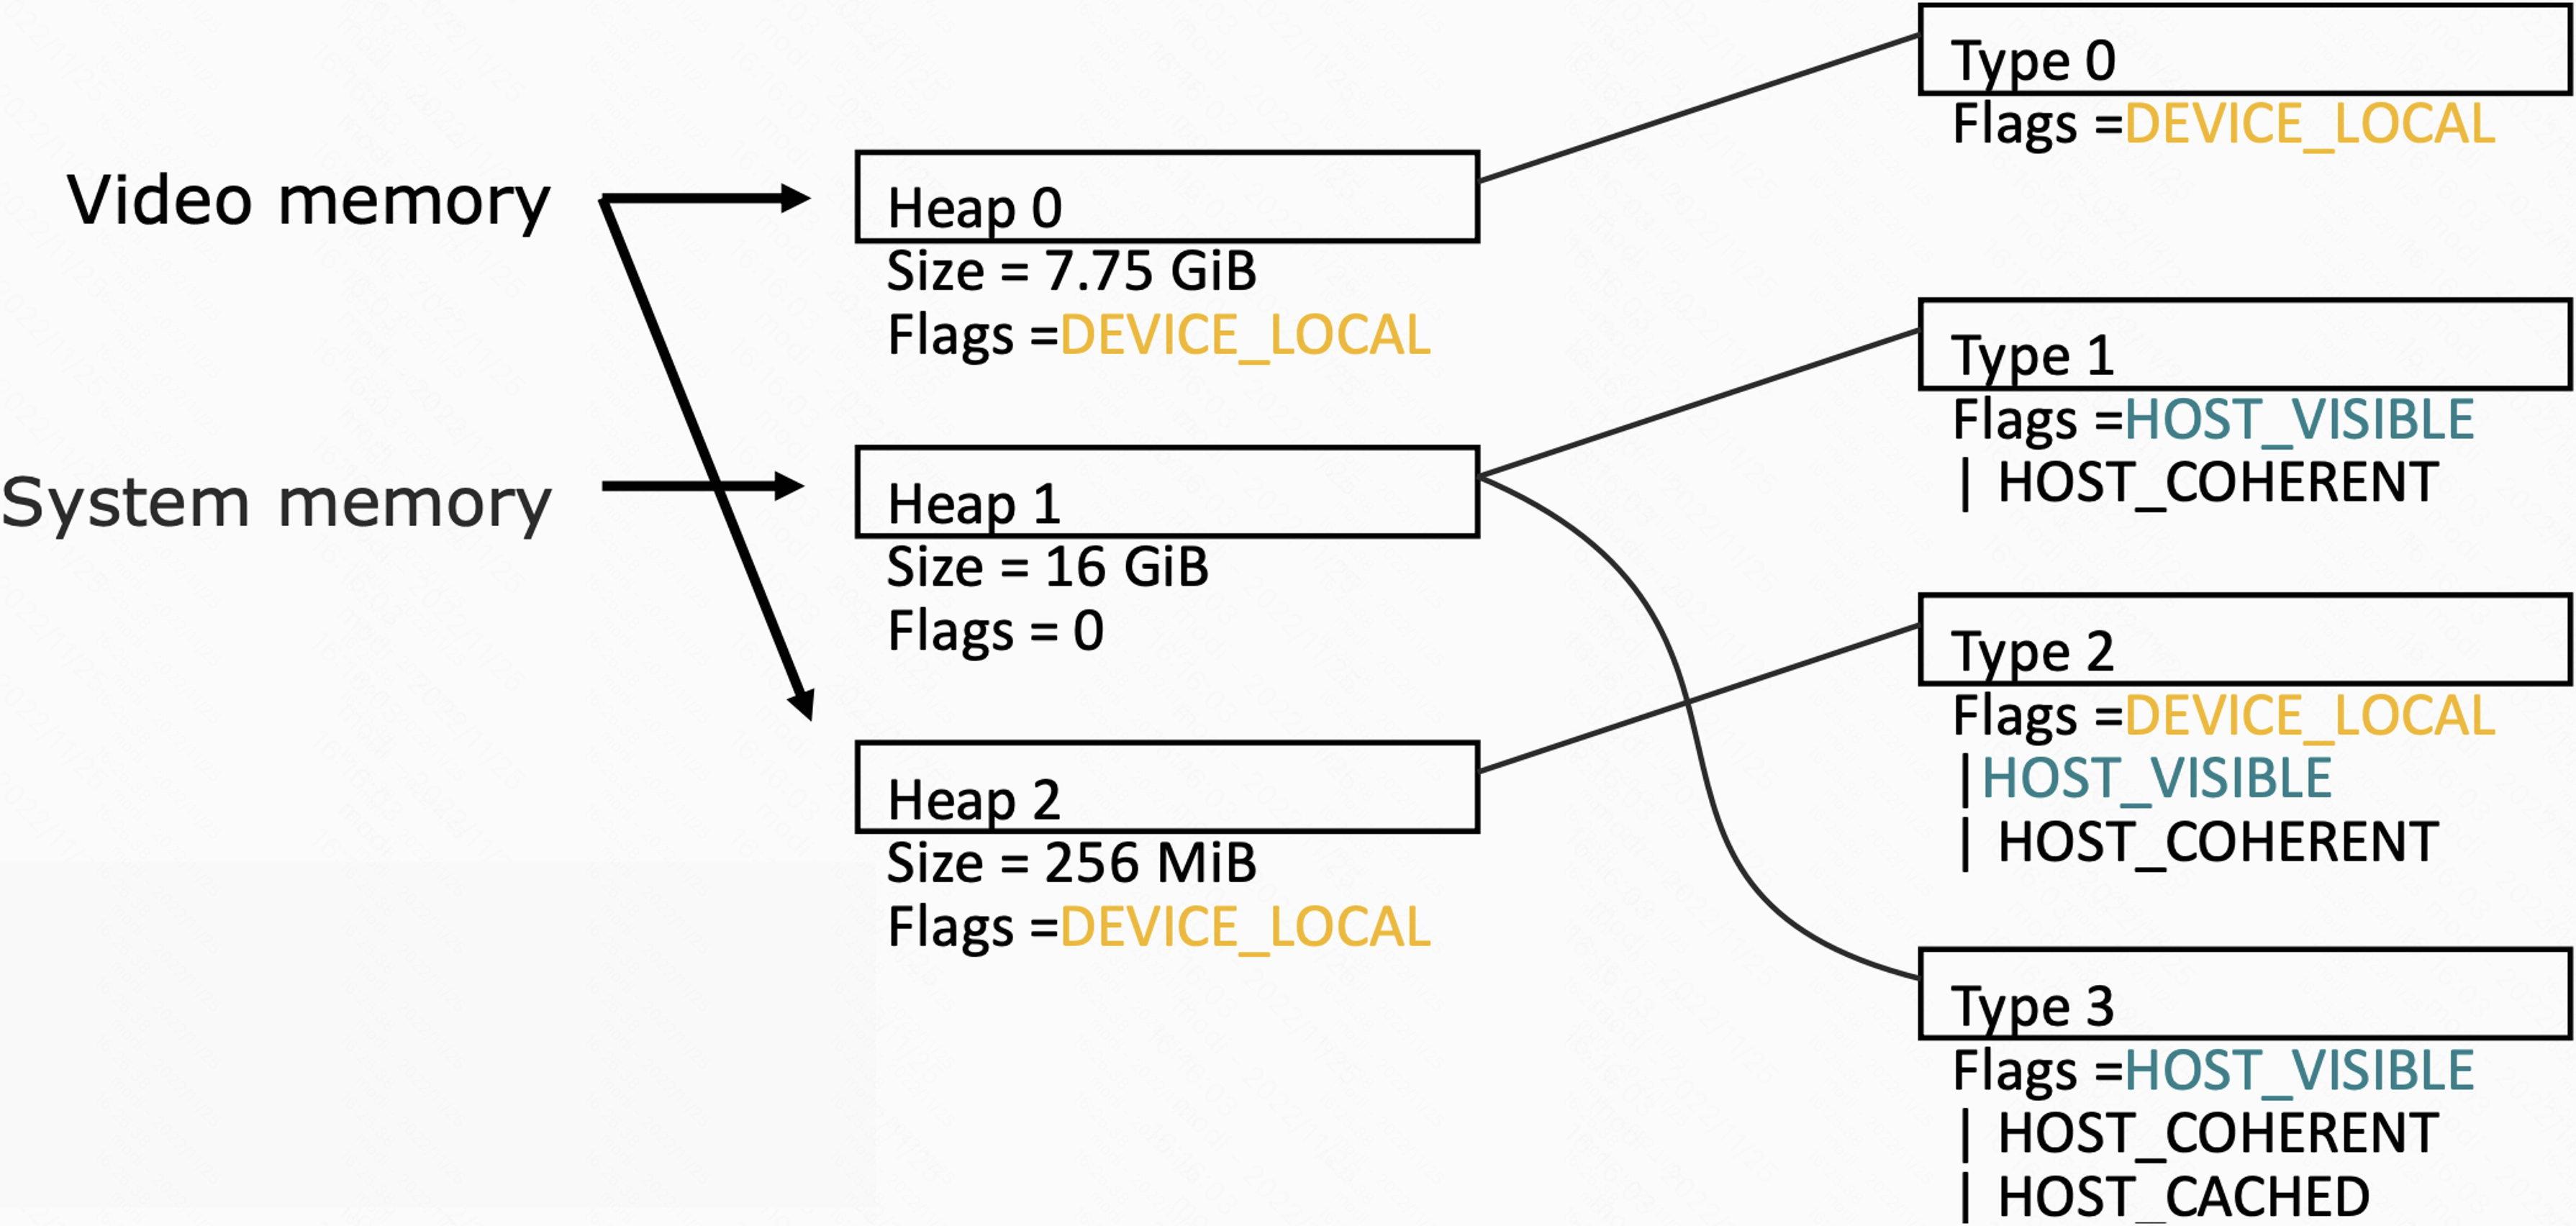 Video memory
System memory
Heap 0
Size = 7.75 GiB
Flags =DEVICE_LOCAL
Heap 1
Size = 16 GiB
Flags = 0
Heap 2
Size = 256 MiB
Flags =DEVICE_LOCAL
Type 0
Flags =DEVICE_LOCAL
Type 1
Flags =HOST_VISIBLE
| HOST_COHERENT
Type 2
Flags =DEVICE_LOCAL
|HOST_VISIBLE
| HOST_COHERENT
Type 3
Flags =HOST_VISIBLE
| HOST_COHERENT
| HOST_CACHED